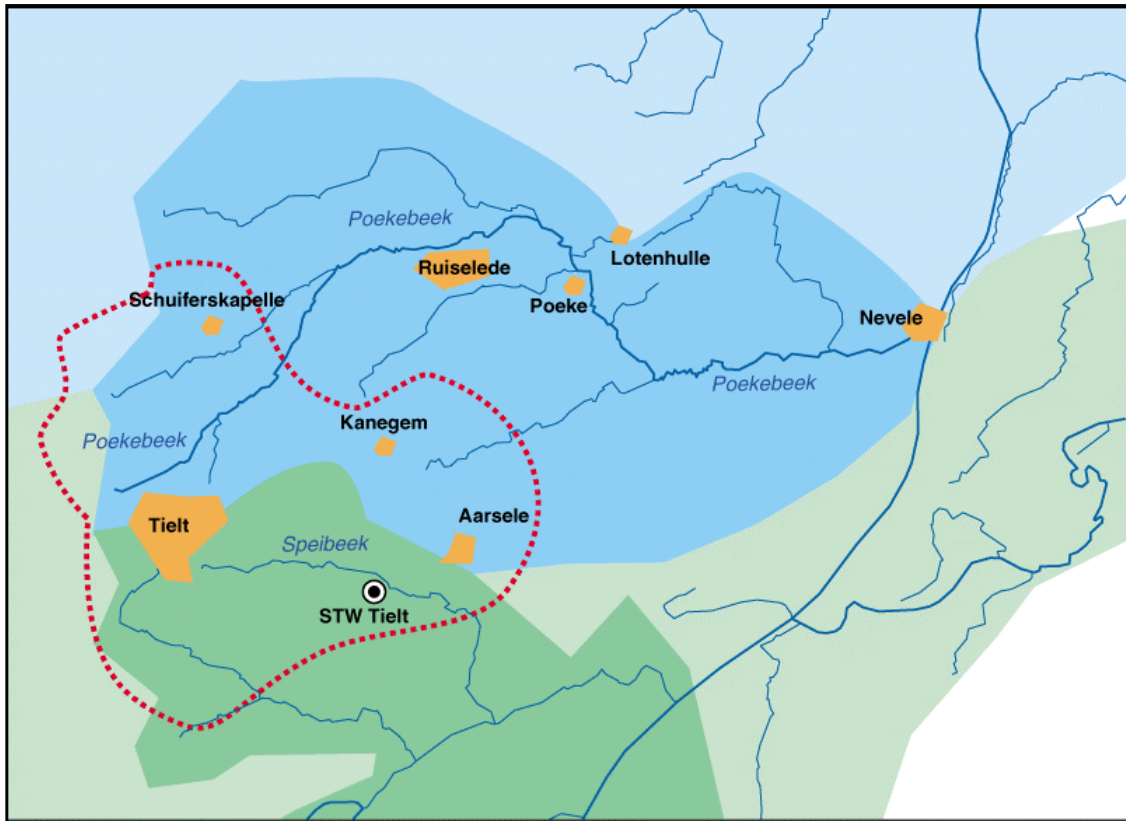 Poekebeek
Lotenhulle
Ruiselede
Schuiferskapelle
Poeke
Nevele
Poekebeek
Kanegem
Poekebeek
Aarsele
Tielt
Speibeek
STW Tielt